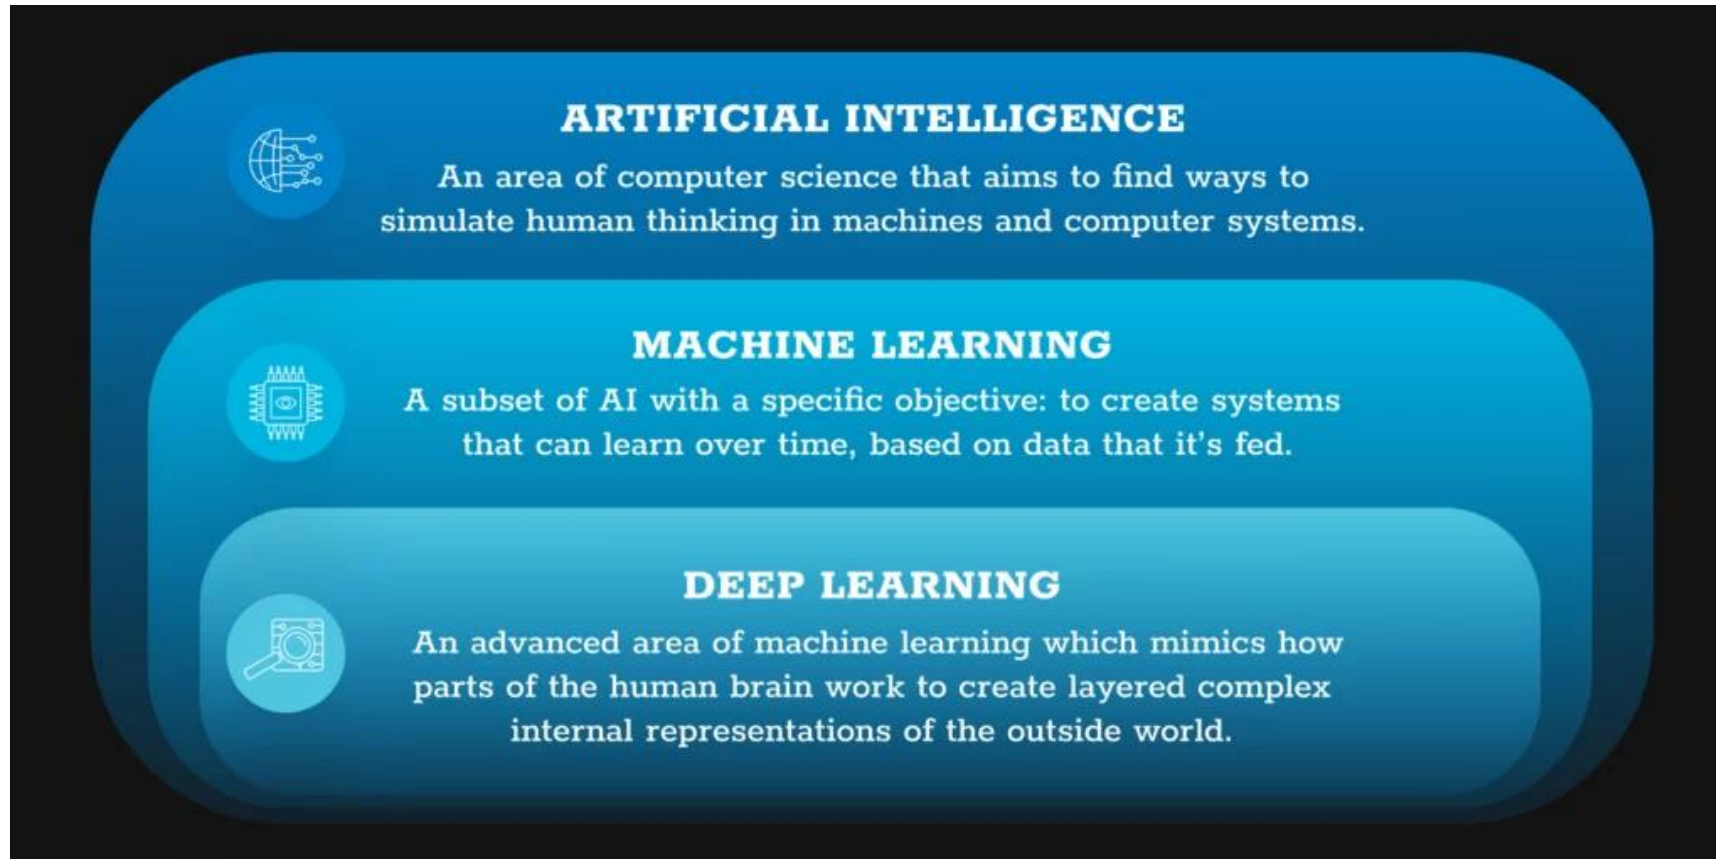 ARTIFICIAL INTELLIGENCE
An area of computer science that aims to find ways to
simulate human thinking in machines and computer systems.
MACHINE LEARNING
A subset of AI with a specific objective: to create systems
that can learn over time, based on data that it’s fed.
DEEP LEARNING
An advanced area of machine learning which mimics how
parts of the human brain work to create layered complex
internal representations of the outside world.